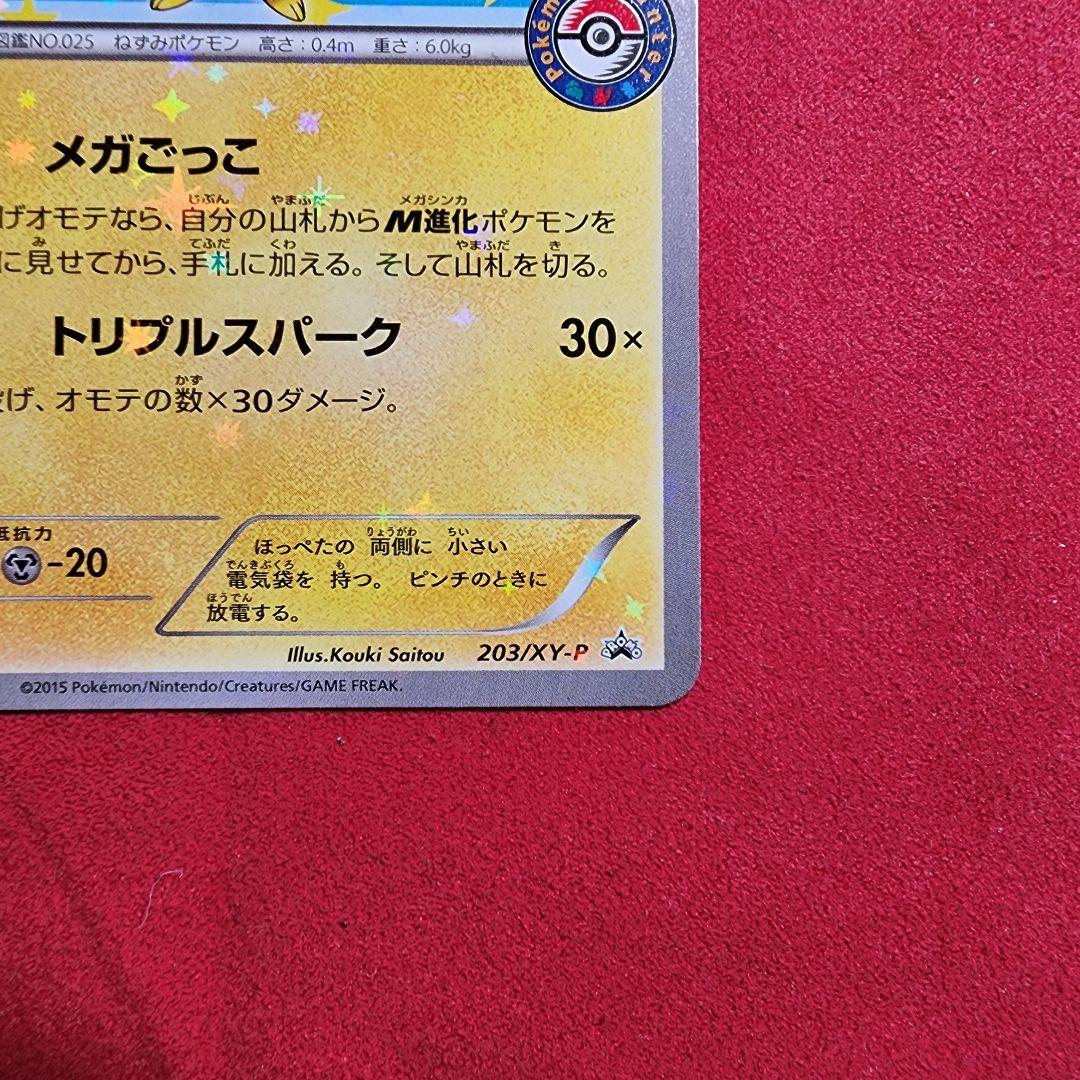 図鑑NO.025 ねずみポケモン 高さ:0.4m 重さ:6.0kg
メガごっこ
げオモテなら、自分の山札からM進化ポケモンを
に見せてから、手札に加える。そして山札を切る。
トリプルスパーク 30×
げ、オモテの数×30ダメージ。
抵抗力
-20
ほっぺたの 両側に 小さい
電気袋を 持つ。 ピンチのときに
放電する。
Illus.Kouki Saitou 203/XY-P PROMO
©2015 Pokémon/Nintendo/Creatures/GAME FREAK.